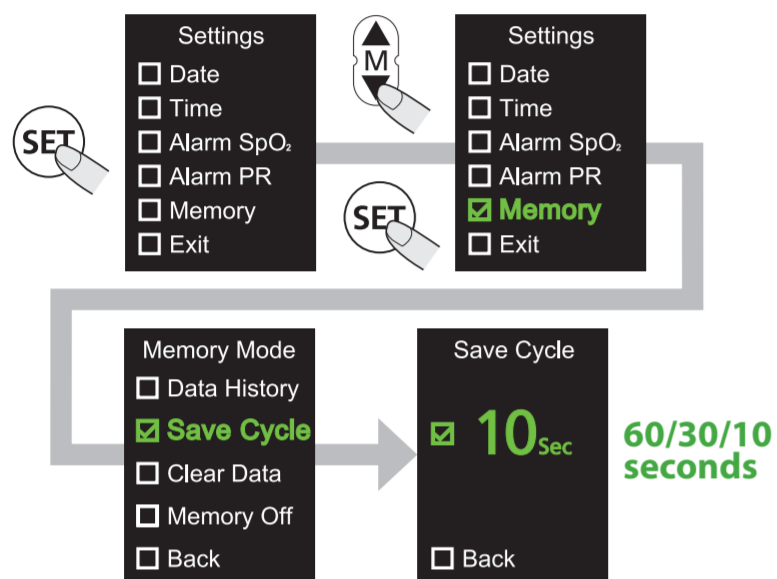 SET
Settings
Date
Time
Alarm SpO₂
Alarm PR
Memory
Exit
M
SET
Settings
Date
Time
Alarm SpO₂
Alarm PR
Memory
Exit
Memory Mode
Data History
Save Cycle
Clear Data
Memory Off
Back
Save Cycle
10 Sec
Back
60/30/10
seconds